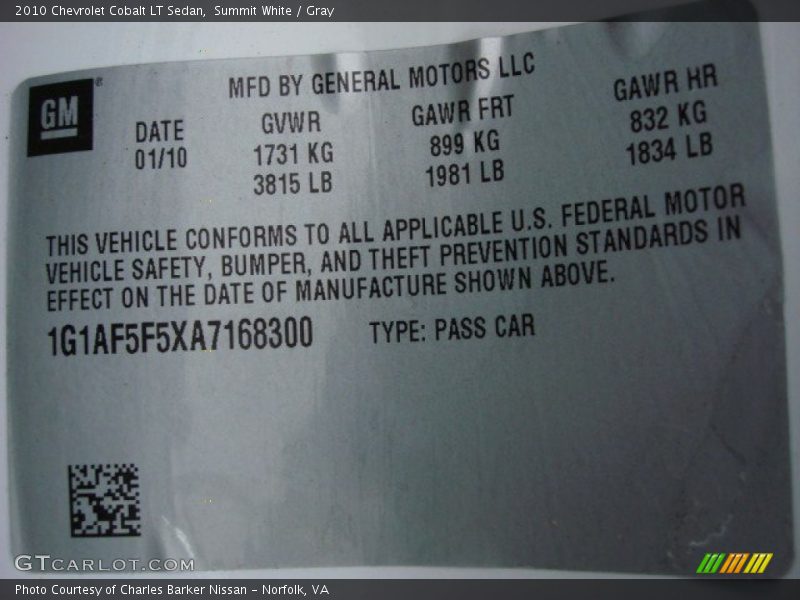 2010 Chevrolet Cobalt LT Sedan, Summit White / Gray
GM ®
MFD BY GENERAL MOTORS LLC
DATE GVWR GAWR FRT GAWR RR
01/10 1731 KG 899 KG 832 KG
3815 LB 1981 LB 1834 LB
THIS VEHICLE CONFORMS TO ALL APPLICABLE U.S. FEDERAL MOTOR
VEHICLE SAFETY, BUMPER, AND THEFT PREVENTION STANDARDS IN
EFFECT ON THE DATE OF MANUFACTURE SHOWN ABOVE.
1G1AF5F5XA7168300 TYPE: PASS CAR
GTCARLOT.COM
Photo Courtesy of Charles Barker Nissan - Norfolk, VA